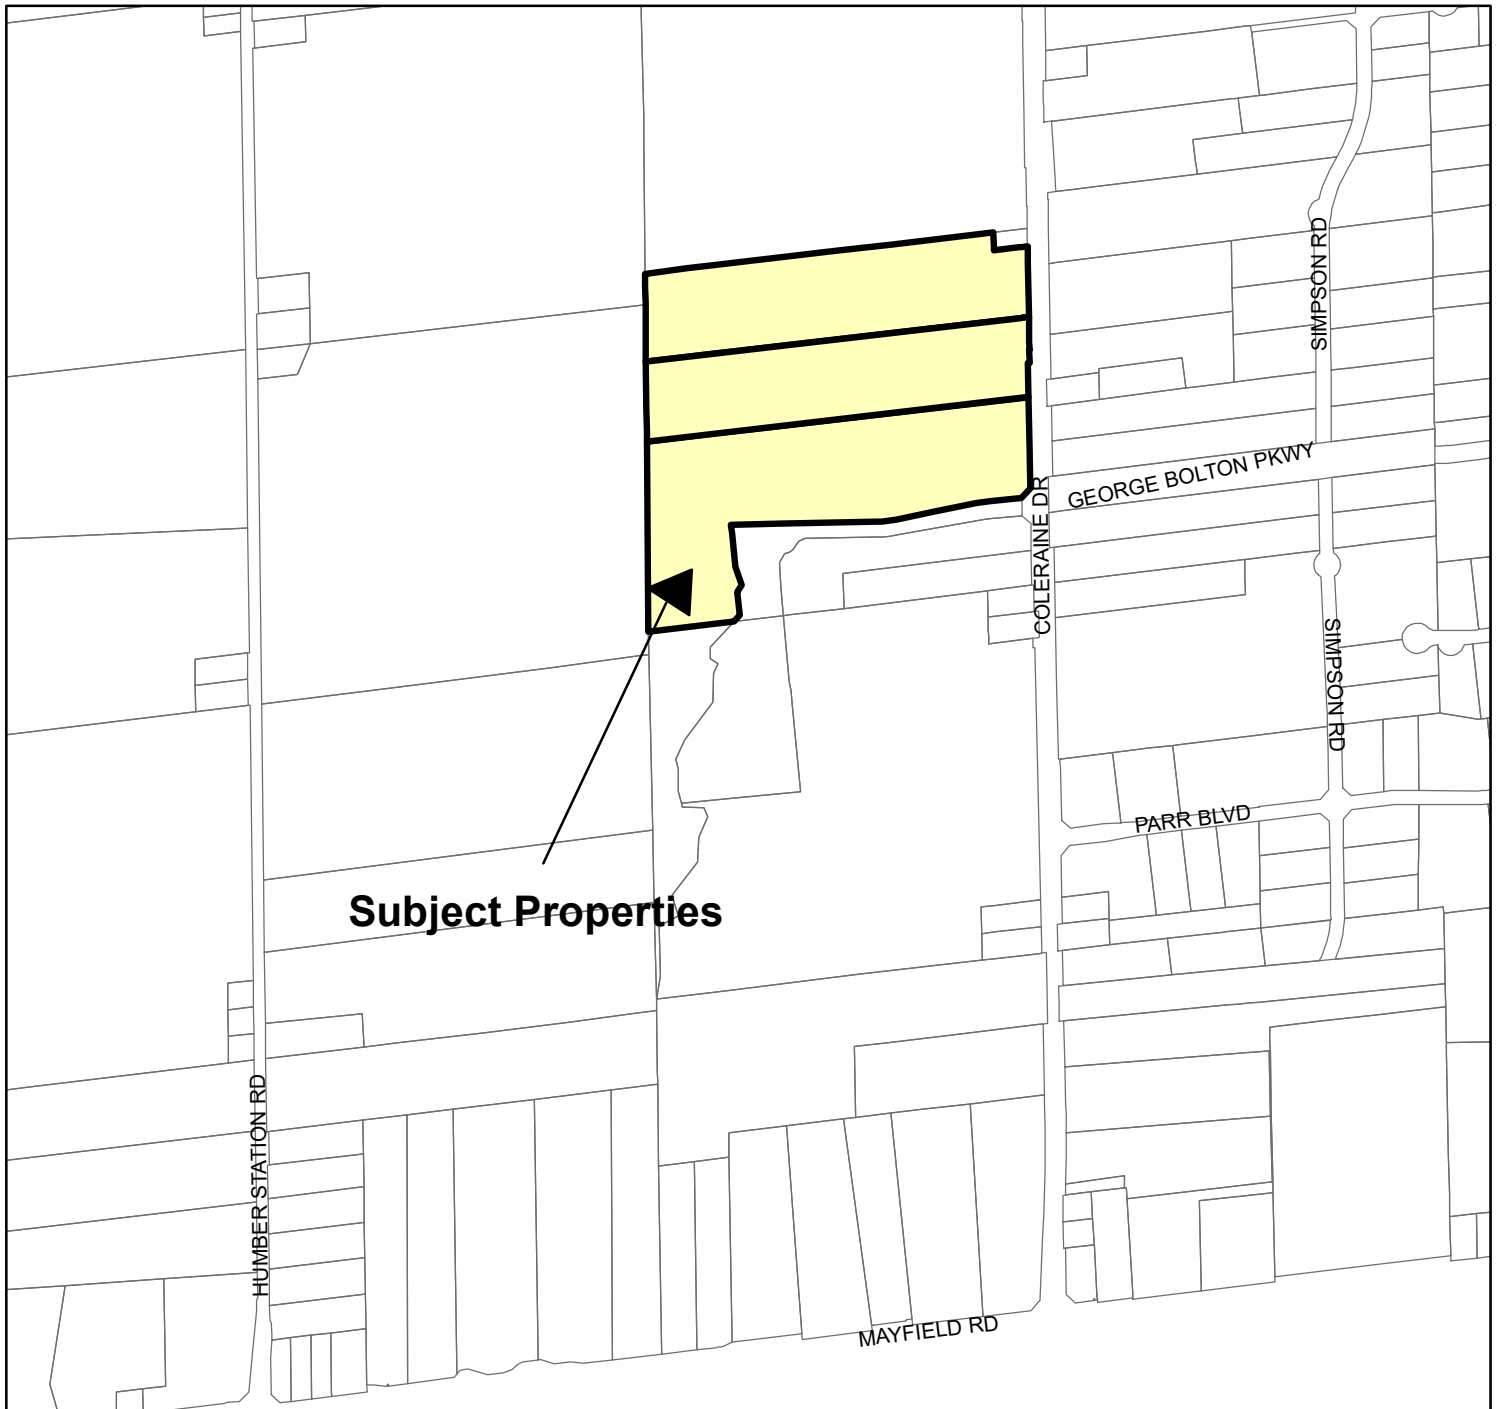 SIMPSON RD
GEORGE BOLTON PKWY
COLERAINE DR
SIMPSON RD
PARR BLVD
Subject Properties
HUMBER STATION RD
MAYFIELD RD